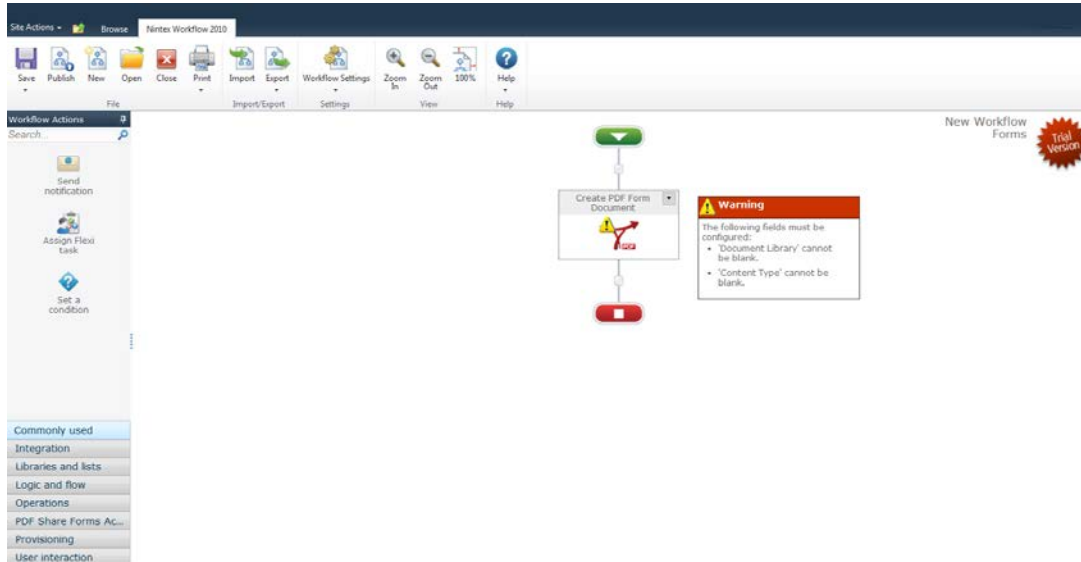 Site Actions
Browse
Nintex Workflow 2010
Save
Publish
New
Open
Close
Print
Import
Export
Workflow Settings
Zoom In
Zoom Out
100%
Help
File
Import/Export
Settings
View
Help
Workflow Actions
Search...
Send
notification
Assign Flexi
task
Set a
condition
Commonly used
Integration
Libraries and lists
Logic and flow
Operations
PDF Share Forms Ac...
Provisioning
User interaction
Create PDF Form
Document
PDF
Warning
The following fields must be
configured:
• 'Document Library' cannot
be blank.
• 'Content Type' cannot be
blank.
New Workflow
Forms
Trial
Version